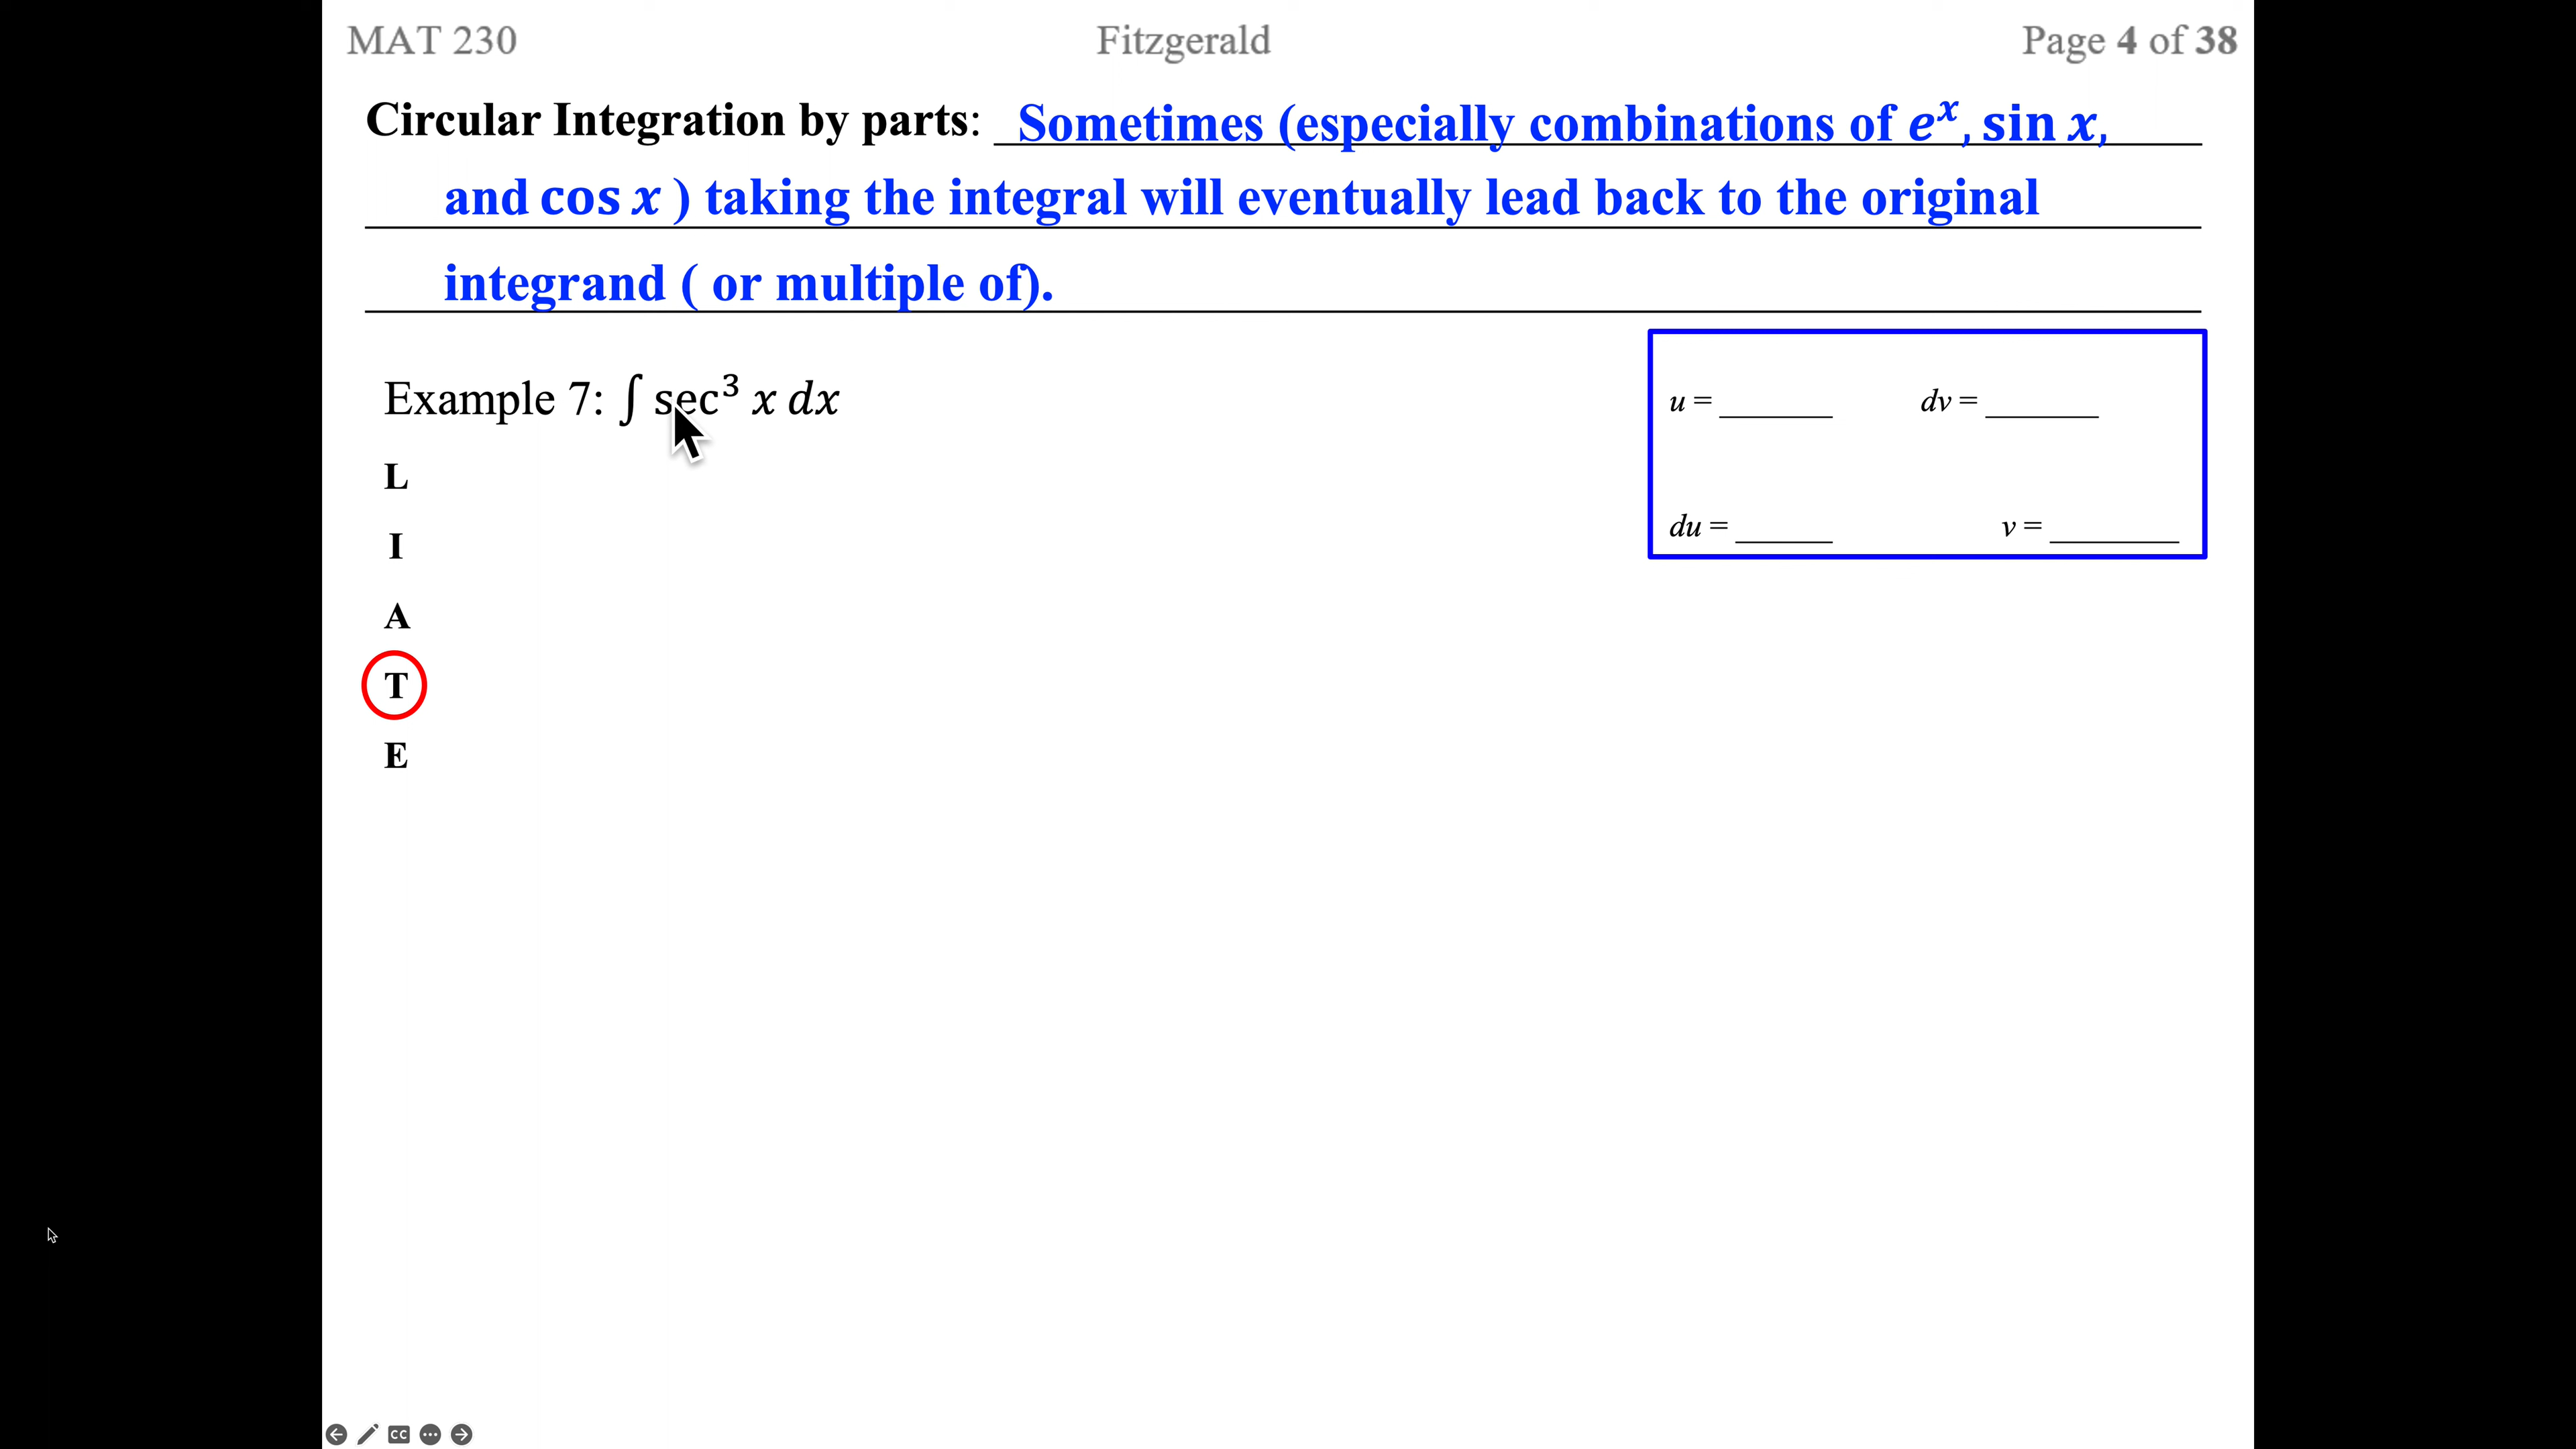 MAT 230 Fitzgerald Page 4 of 38
Circular Integration by parts: Sometimes (especially combinations of eˣ, sin x,
and cos x ) taking the integral will eventually lead back to the original
integrand ( or multiple of).
Example 7: ∫ sec³ x dx
u = ______ dv = ______
L
du = ______ v = ______
I
A
T
E
CC